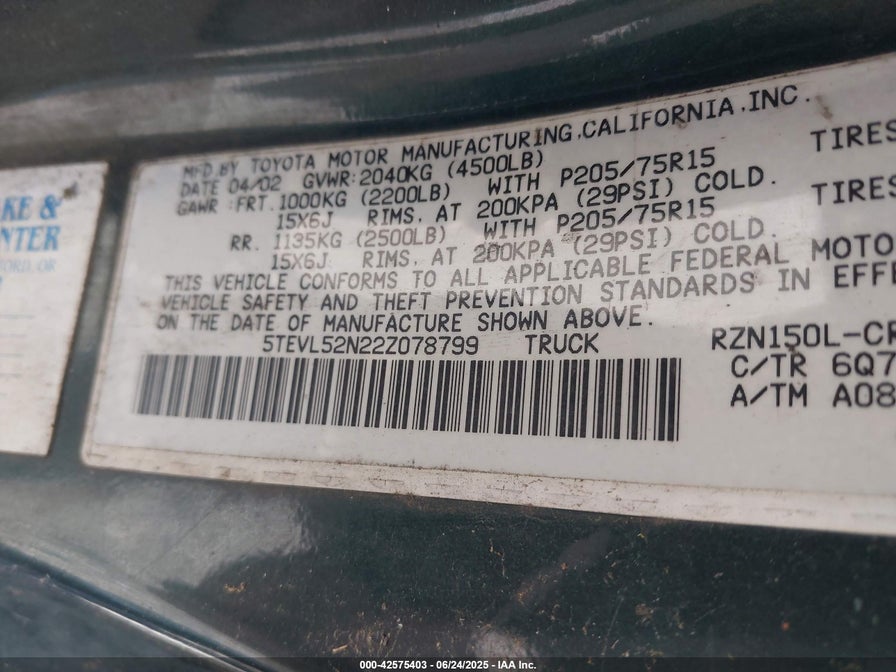 KE &
NTER
FORD, OR
MFD.BY TOYOTA MOTOR MANUFACTURING,CALIFORNIA,INC.
DATE 04/02 GVWR:2040KG (4500LB)
GAWR:FRT.1000KG (2200LB) WITH P205/75R15 TIRES
15X6J RIMS, AT 200KPA (29PSI) COLD.
RR. 1135KG (2500LB) WITH P205/75R15 TIRES
15X6J RIMS, AT 200KPA (29PSI) COLD.
THIS VEHICLE CONFORMS TO ALL APPLICABLE FEDERAL MOTO
VEHICLE SAFETY AND THEFT PREVENTION STANDARDS IN EFF
ON THE DATE OF MANUFACTURE SHOWN ABOVE.
5TEVL52N22Z078799 TRUCK
RZN150L-CR
C/TR 6Q7
A/TM A08
000-42575403 - 06/24/2025 - IAA Inc.